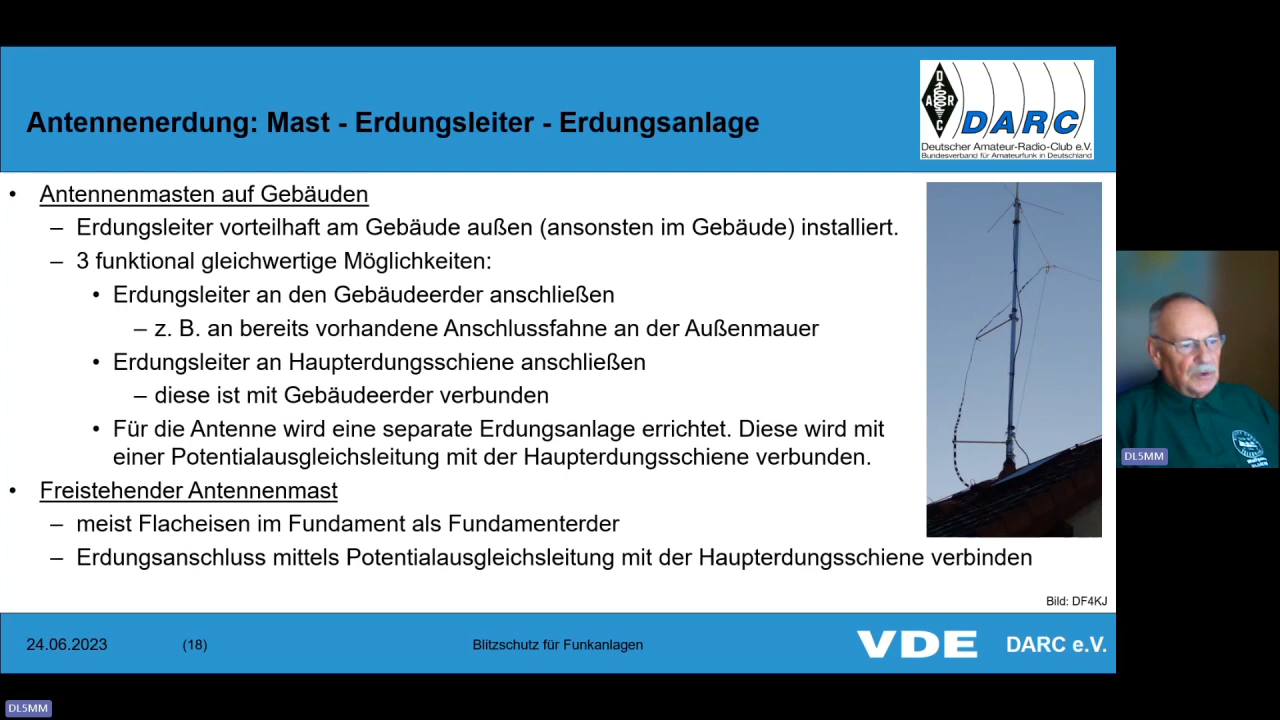 Antennenerdung: Mast - Erdungsleiter - Erdungsanlage
D
A R
C
DARC
Deutscher Amateur-Radio-Club e.V.
Bundesverband für Amateurfunk in Deutschland
• Antennenmasten auf Gebäuden
– Erdungsleiter vorteilhaft am Gebäude außen (ansonsten im Gebäude) installiert.
– 3 funktional gleichwertige Möglichkeiten:
• Erdungsleiter an den Gebäudeerder anschließen
– z. B. an bereits vorhandene Anschlussfahne an der Außenmauer
• Erdungsleiter an Haupterdungsschiene anschließen
– diese ist mit Gebäudeerder verbunden
• Für die Antenne wird eine separate Erdungsanlage errichtet. Diese wird mit
einer Potentialausgleichsleitung mit der Haupterdungsschiene verbunden.
• Freistehender Antennenmast
– meist Flacheisen im Fundament als Fundamenterder
– Erdungsanschluss mittels Potentialausgleichsleitung mit der Haupterdungsschiene verbinden
Bild: DF4KJ
24.06.2023
(18)
Blitzschutz für Funkanlagen
VDE
DARC e.V.
DL5MM
DL5MM